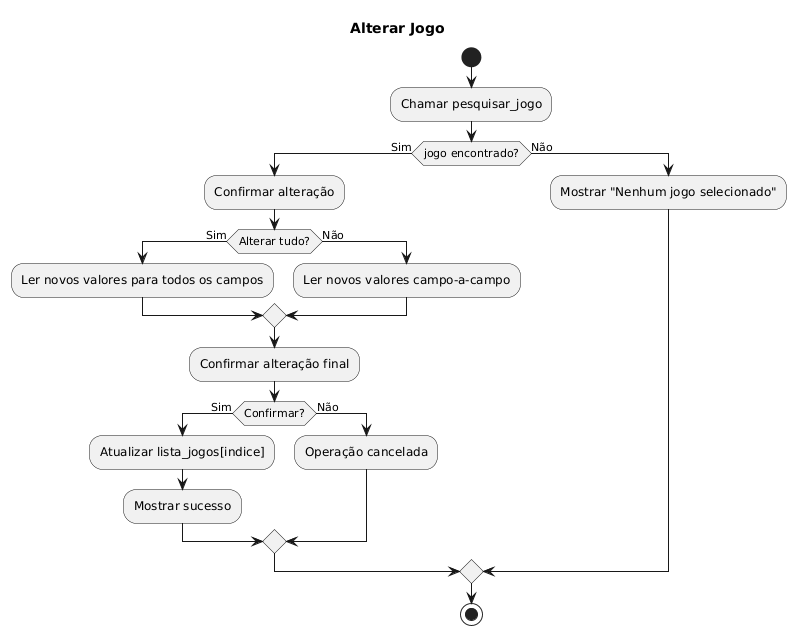 Alterar Jogo
Chamar pesquisar_jogo
Sim
jogo encontrado?
Não
Confirmar alteração
Mostrar "Nenhum jogo selecionado"
Sim
Alterar tudo?
Não
Ler novos valores para todos os campos
Ler novos valores campo-a-campo
Confirmar alteração final
Sim
Confirmar?
Não
Atualizar lista_jogos[indice]
Operação cancelada
Mostrar sucesso